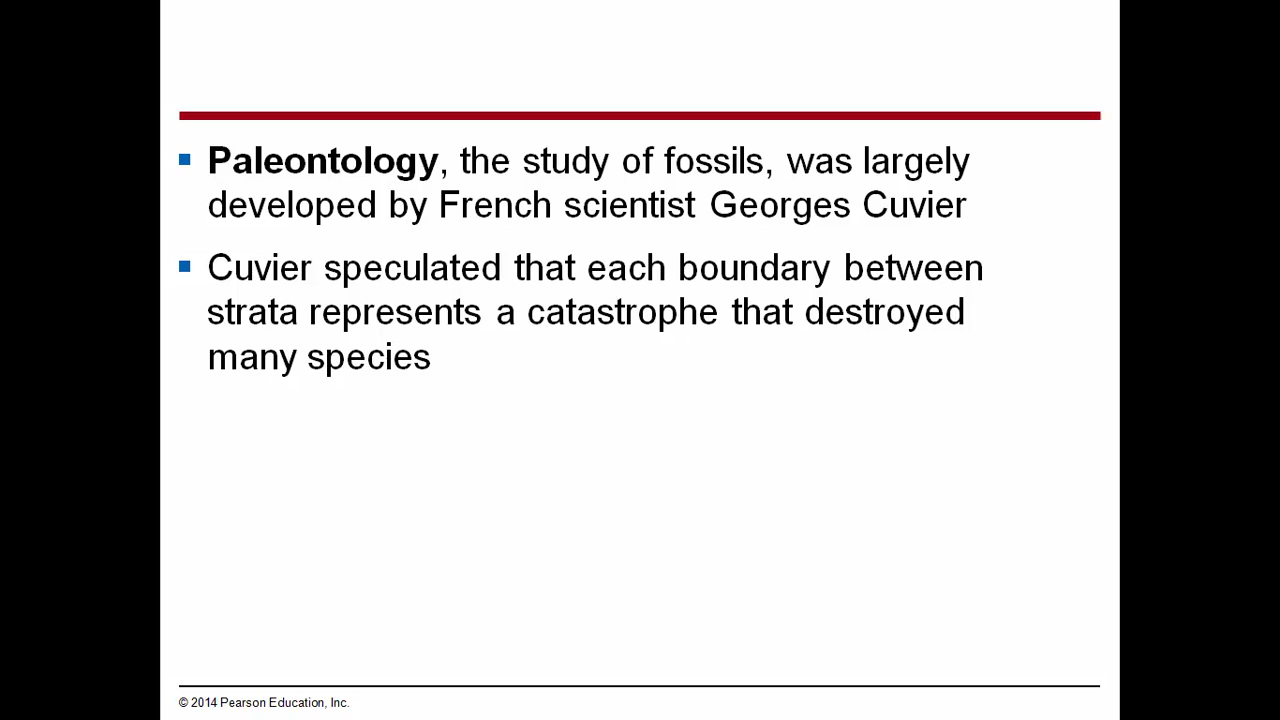 Paleontology, the study of fossils, was largely
developed by French scientist Georges Cuvier
Cuvier speculated that each boundary between
strata represents a catastrophe that destroyed
many species
© 2014 Pearson Education, Inc.